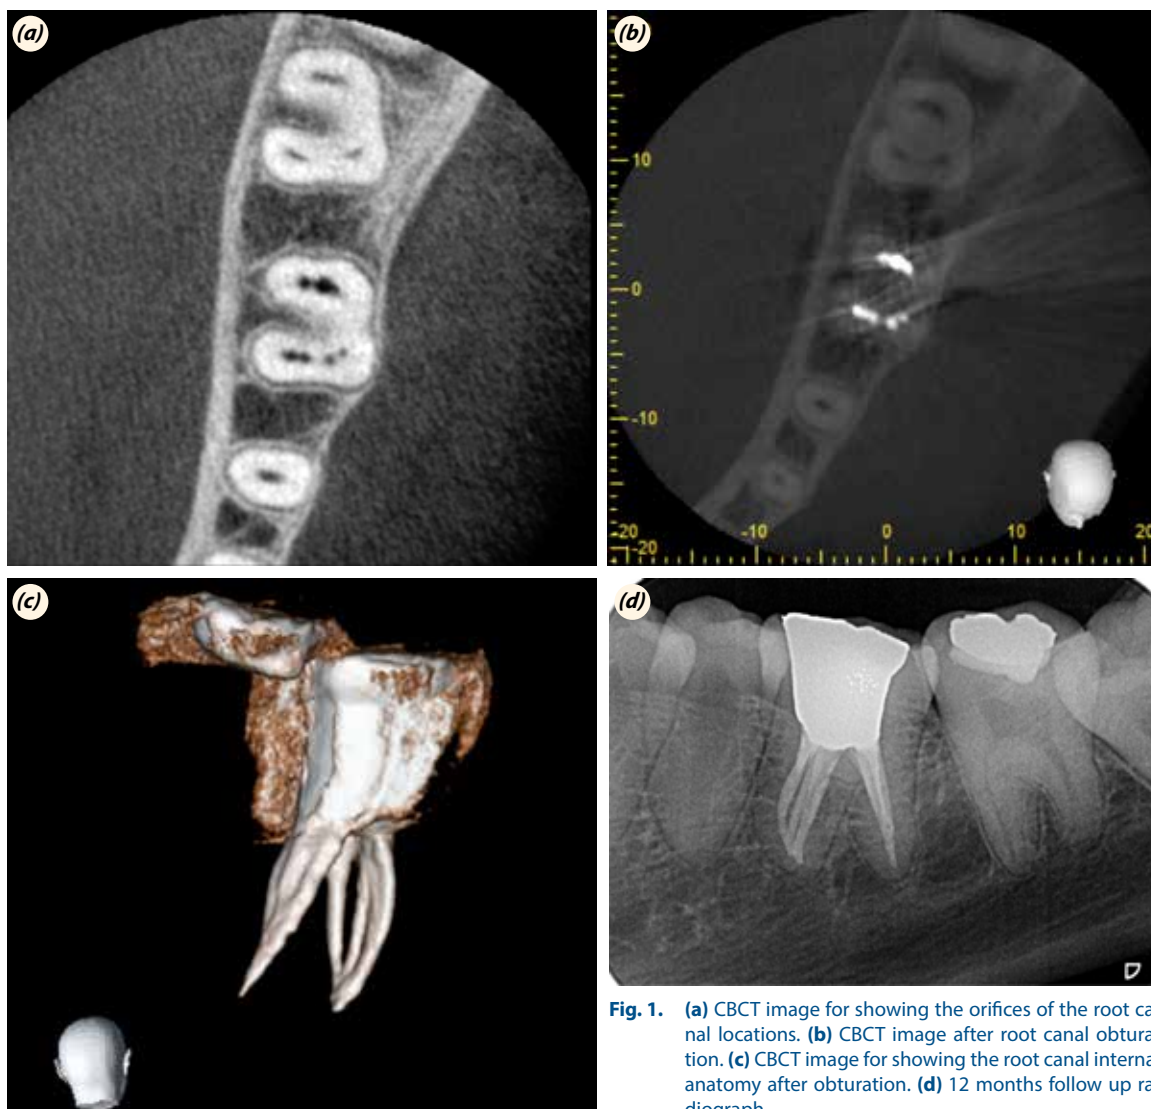 (a)
(b)
10
0
-10
-20
-20
-10
0
10
20
(c)
(d)
D
Fig. 1. (a) CBCT image for showing the orifices of the root ca
nal locations. (b) CBCT image after root canal obtura
tion. (c) CBCT image for showing the root canal interna
anatomy after obturation. (d) 12 months follow up ra
diograph